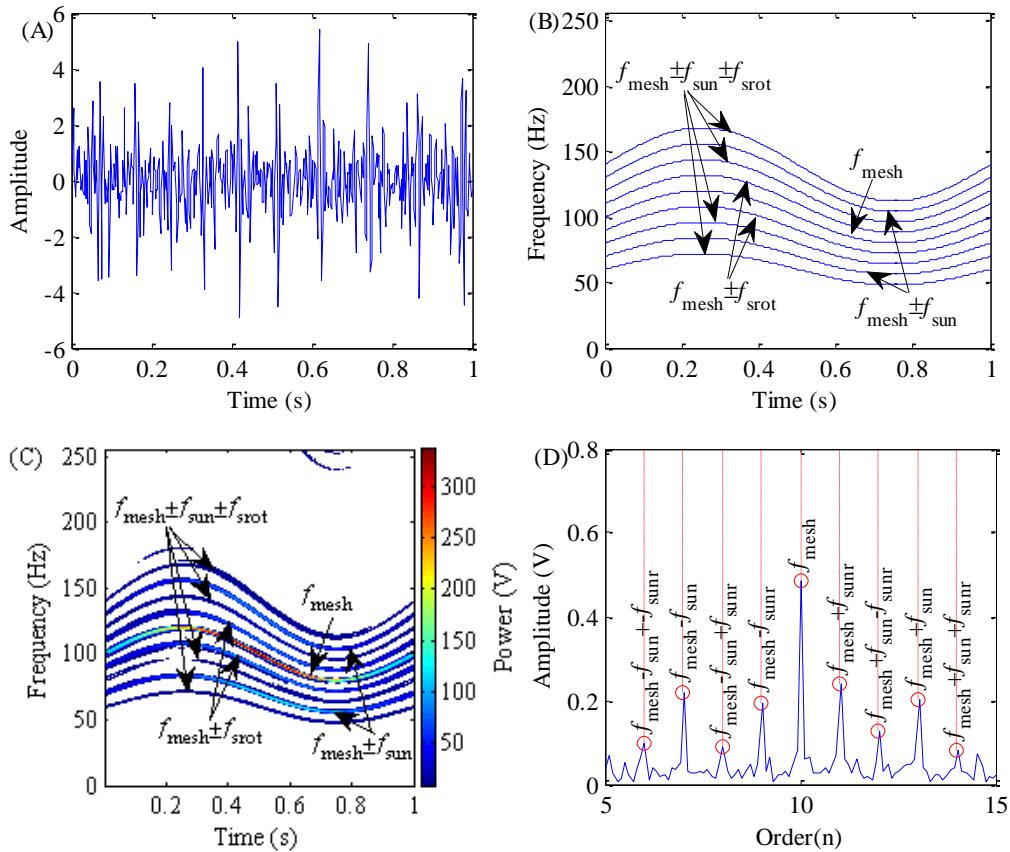 (A)
6
4
2
0
-2
-4
-6
Amplitude
0 0.2 0.4 0.6 0.8 1
Time (s)
(B)
250
200
150
100
50
0
Frequency (Hz)
fmesh±fsun±fsrot
fmesh
fmesh±fsrot
fmesh±fsun
0 0.2 0.4 0.6 0.8 1
Time (s)
(C)
250
200
150
100
50
0
Frequency (Hz)
fmesh±fsun±fsrot
fmesh
fmesh±fsrot
fmesh±fsun
0.2 0.4 0.6 0.8 1
Time (s)
300
250
200
150
100
50
Power (V)
(D)
0.8
0.6
0.4
0.2
0
Amplitude (V)
fmesh-fsun+-fsunr
fmesh-fsun
fmesh-fsun+fsunr
fmesh-fsunr
fmesh
fmesh+fsunr
fmesh+fsun-fsunr
fmesh+fsun
fmesh+fsun+fsunr
5 10 15
Order(n)